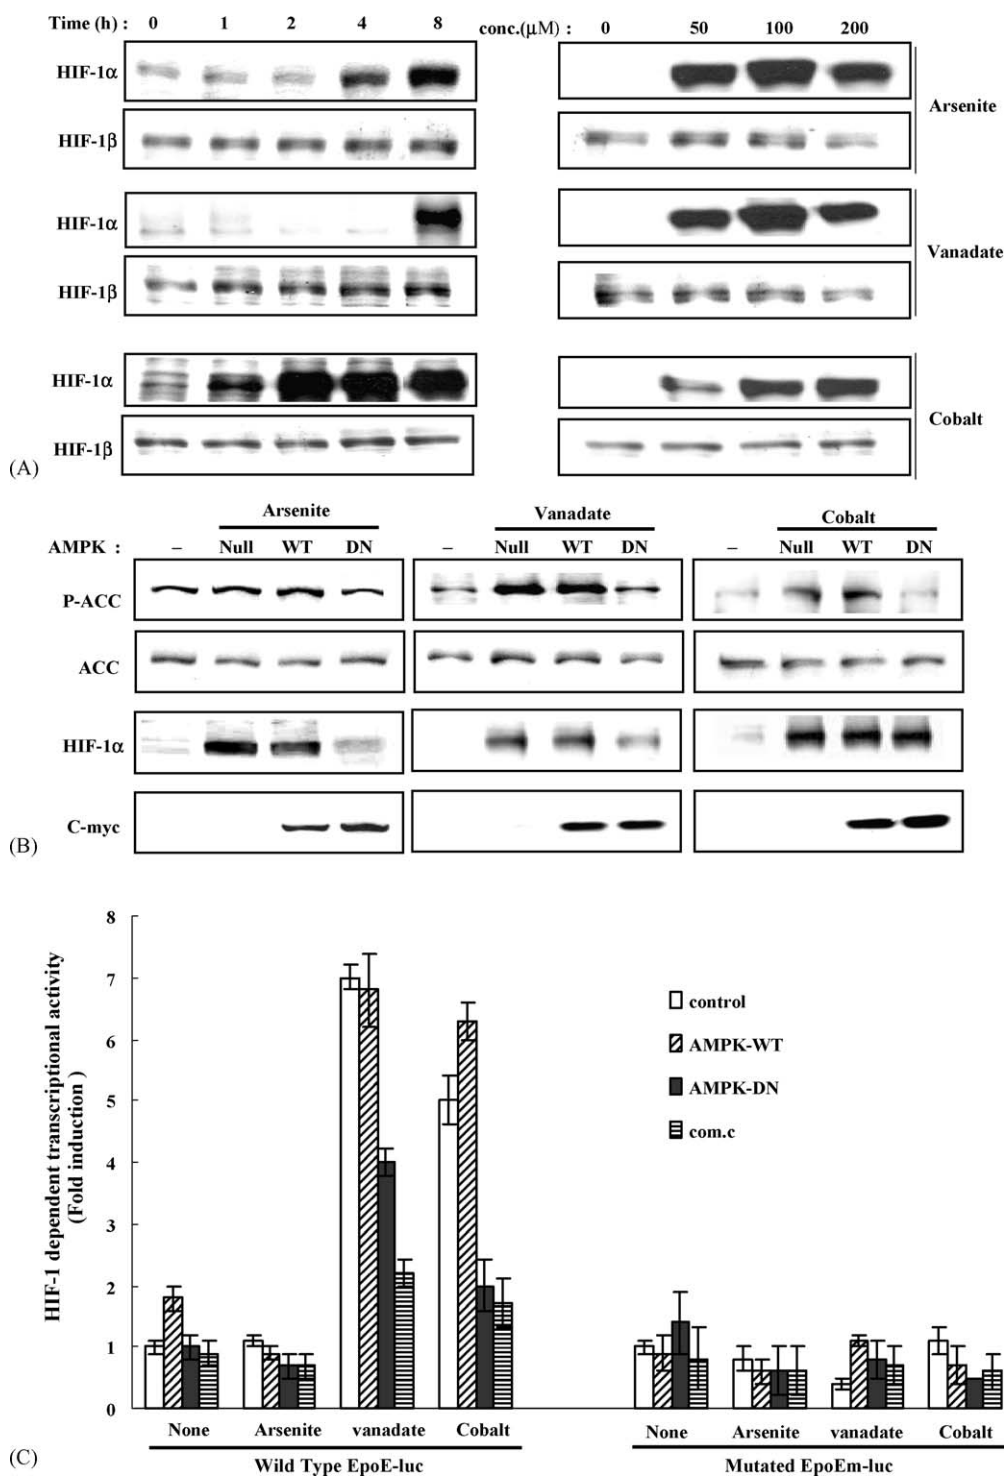 Time (h) : 0 1 2 4 8
conc.(μM) : 0 50 100 200
HIF-1α
HIF-1β
Arsenite
HIF-1α
HIF-1β
Vanadate
HIF-1α
HIF-1β
Cobalt
(A)
Arsenite Vanadate Cobalt
AMPK : – Null WT DN – Null WT DN – Null WT DN
P-ACC
ACC
HIF-1α
C-myc
(B)
HIF-1 dependent transcriptional activity
(Fold induction )
8
7
6
5
4
3
2
1
0
control
AMPK-WT
AMPK-DN
com.c
None Arsenite vanadate Cobalt
None Arsenite vanadate Cobalt
Wild Type EpoE-luc
Mutated EpoEm-luc
(C)